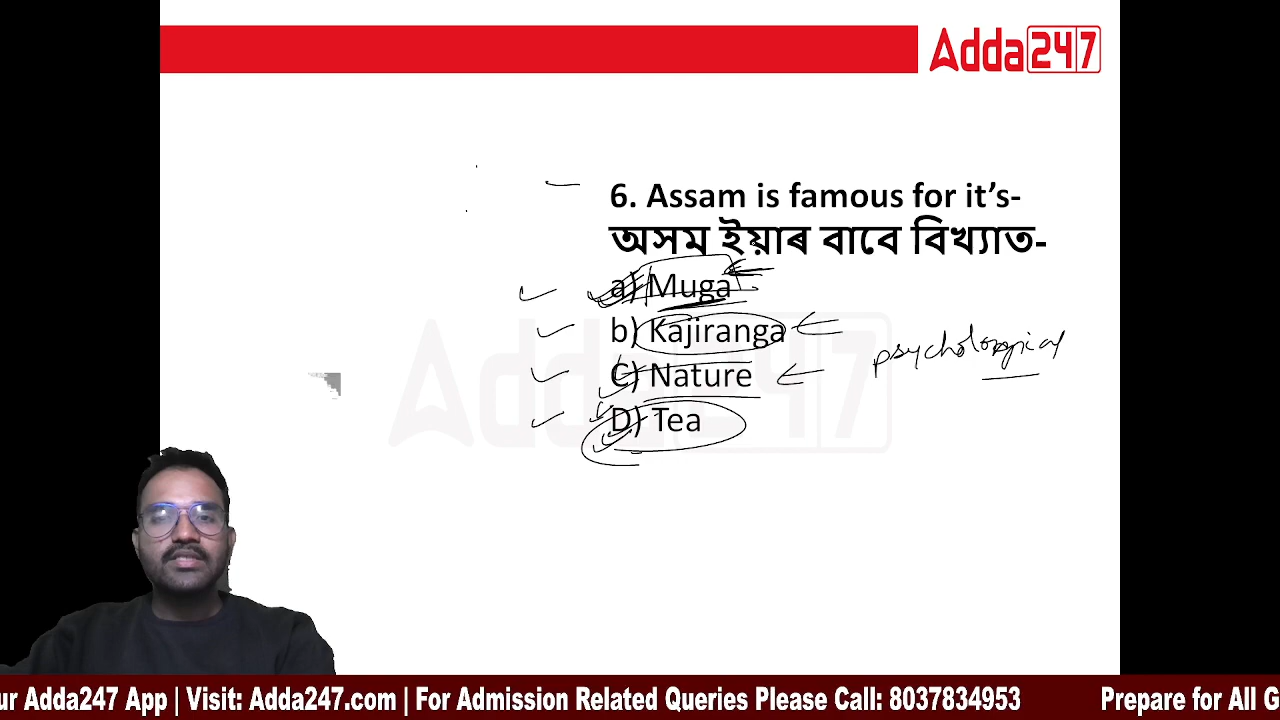 Adda247
6. Assam is famous for it's-
অসম ইয়াৰ বাবে বিখ্যাত-
a) Muga
b) Kajiranga
C) Nature
D) Tea
psychological
ur Adda247 App | Visit: Adda247.com | For Admission Related Queries Please Call: 8037834953
Prepare for All G